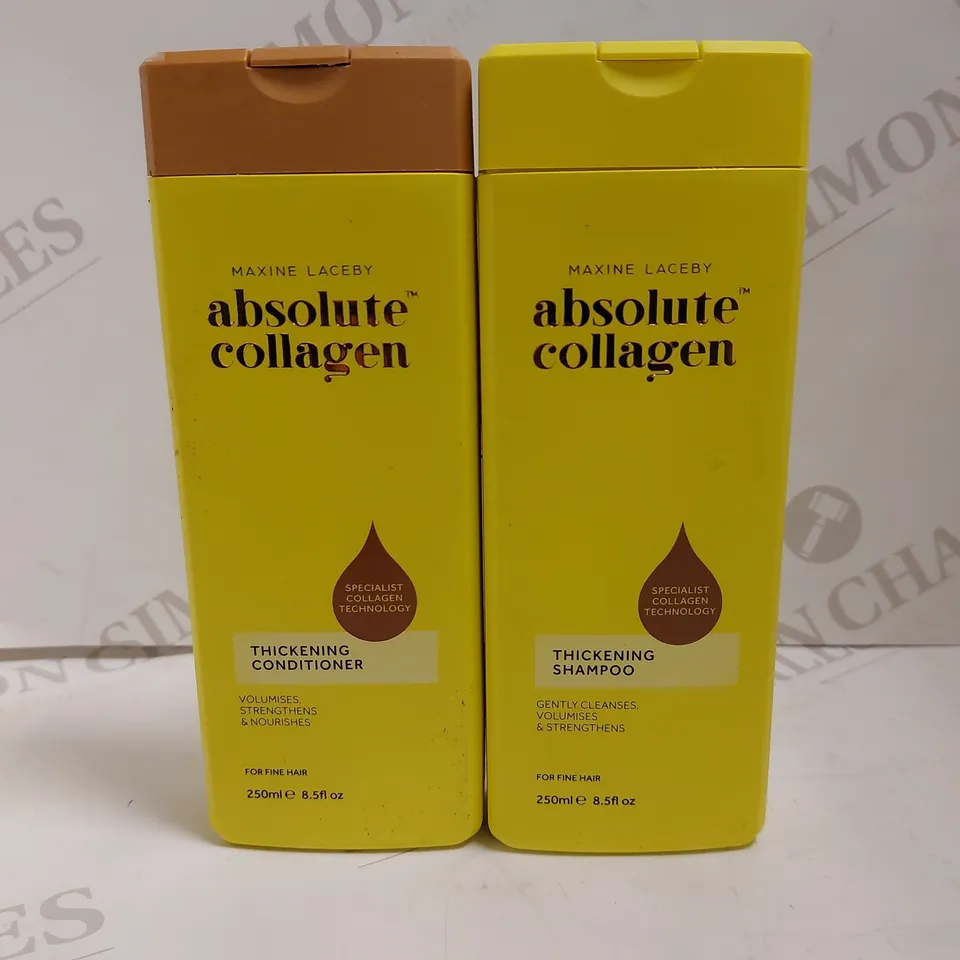 MAXINE LACEBY
absolute™
collagen
SPECIALIST
COLLAGEN
TECHNOLOGY
THICKENING
CONDITIONER
VOLUMISES,
STRENGTHENS
& NOURISHES
FOR FINE HAIR
250ml ℮ 8.5fl oz
MAXINE LACEBY
absolute™
collagen
SPECIALIST
COLLAGEN
TECHNOLOGY
THICKENING
SHAMPOO
GENTLY CLEANSES,
VOLUMISES
& STRENGTHENS
FOR FINE HAIR
250ml ℮ 8.5fl oz